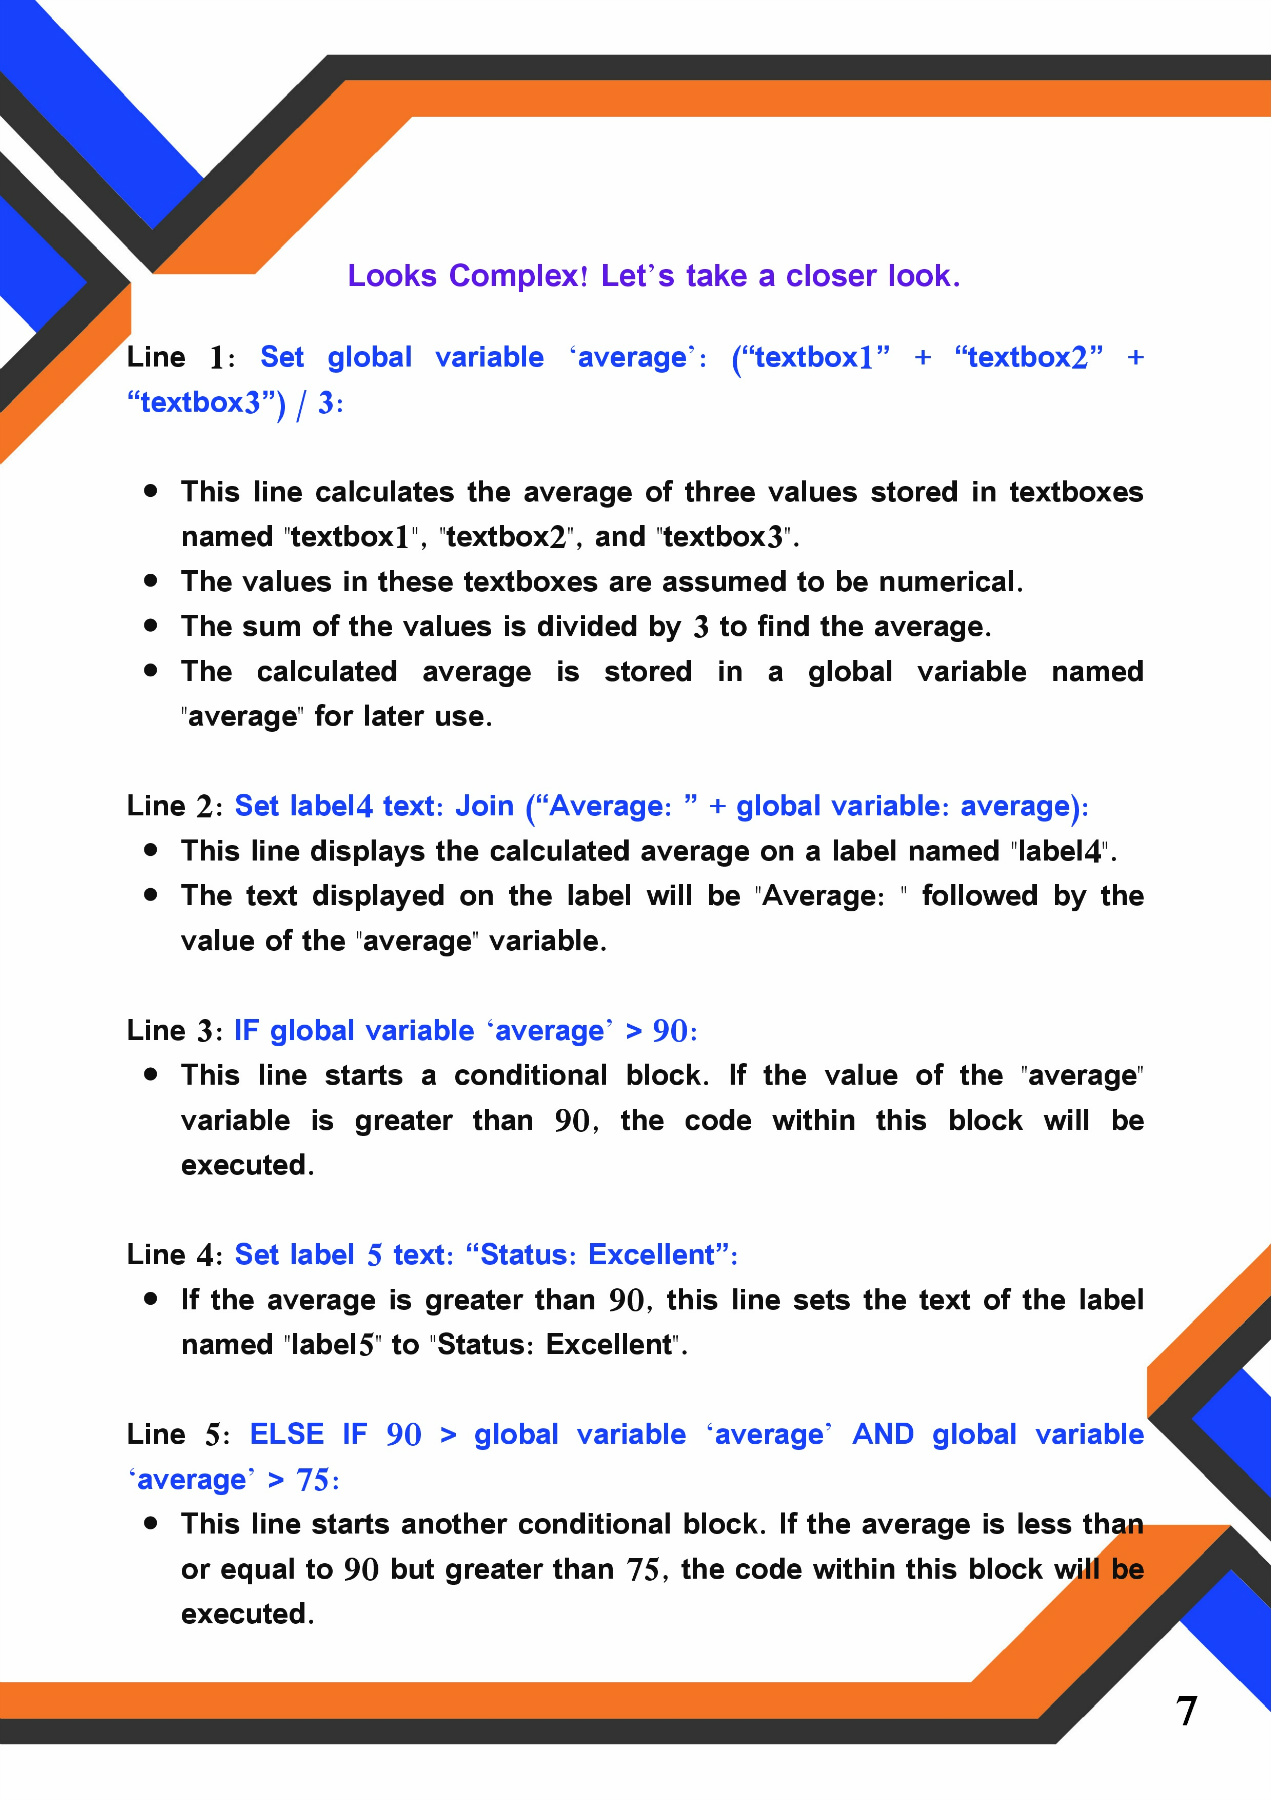 Looks Complex! Let’s take a closer look.
Line 1: Set global variable ‘average’: (“textbox1” + “textbox2” +
“textbox3”) / 3:
• This line calculates the average of three values stored in textboxes
named "textbox1", "textbox2", and "textbox3".
• The values in these textboxes are assumed to be numerical.
• The sum of the values is divided by 3 to find the average.
• The calculated average is stored in a global variable named
"average" for later use.
Line 2: Set label4 text: Join (“Average: ” + global variable: average):
• This line displays the calculated average on a label named "label4".
• The text displayed on the label will be "Average: " followed by the
value of the "average" variable.
Line 3: IF global variable ‘average’ > 90:
• This line starts a conditional block. If the value of the "average"
variable is greater than 90, the code within this block will be
executed.
Line 4: Set label 5 text: “Status: Excellent”:
• If the average is greater than 90, this line sets the text of the label
named "label5" to "Status: Excellent".
Line 5: ELSE IF 90 > global variable ‘average’ AND global variable
‘average’ > 75:
• This line starts another conditional block. If the average is less than
or equal to 90 but greater than 75, the code within this block will be
executed.
7